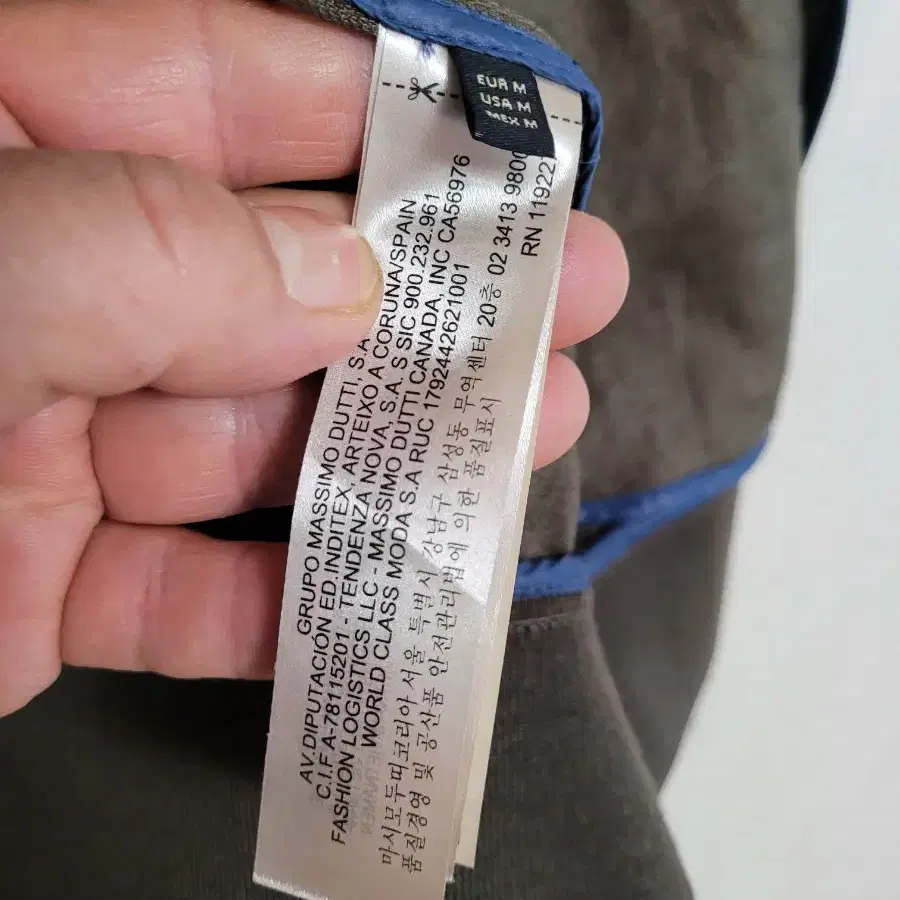 EUR M
USA M
MEX M
GRUPO MASSIMO DUTTI, S.A
AV.DIPUTACIÓN ED.INDITEX, ARTEIXO A CORUNA/SPAIN
C.I.F A-78115201 - TENDENZA NOVA, S.A. S SIC 900.232.961
FASHION LOGISTICS LLC - MASSIMO DUTTI CANADA, INC CA56976
WORLD CLASS MODA S.A RUC 1792442621001
마시모두띠코리아 서울 특별시 강남구 삼성동 무역센터 20층 02 3413 980
품질경영 및 공산품 안전관리법에 의한 품질표시
RN 11922